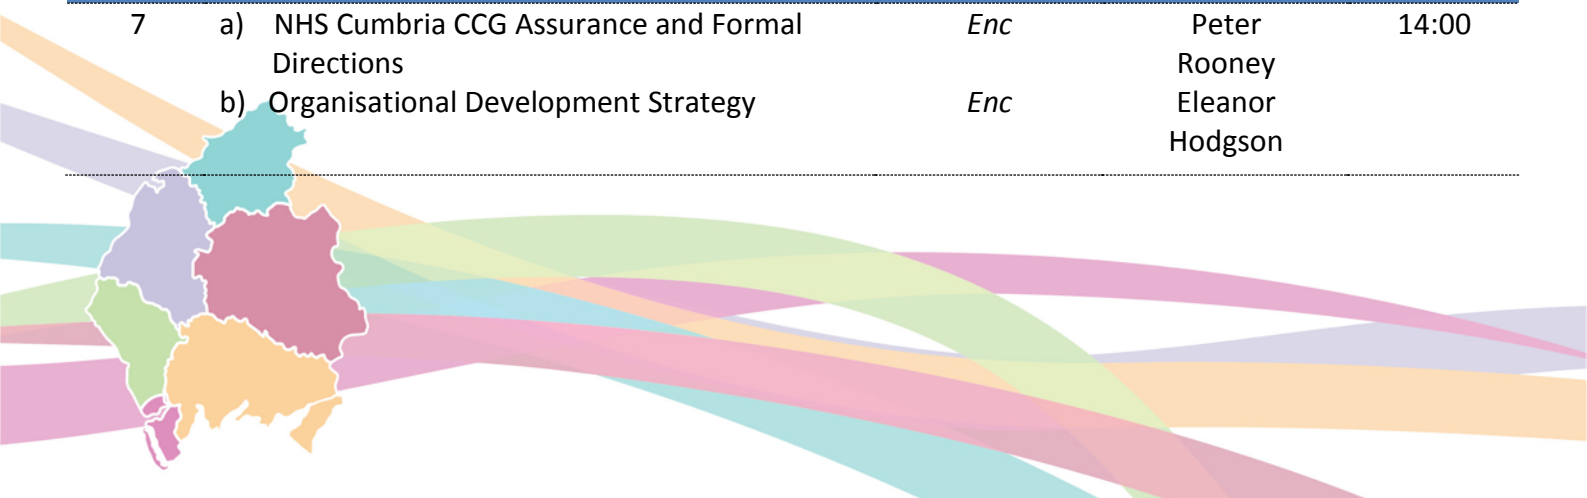 7 a) NHS Cumbria CCG Assurance and Formal Enc Peter 14:00
Directions Rooney
b) Organisational Development Strategy Enc Eleanor
Hodgson